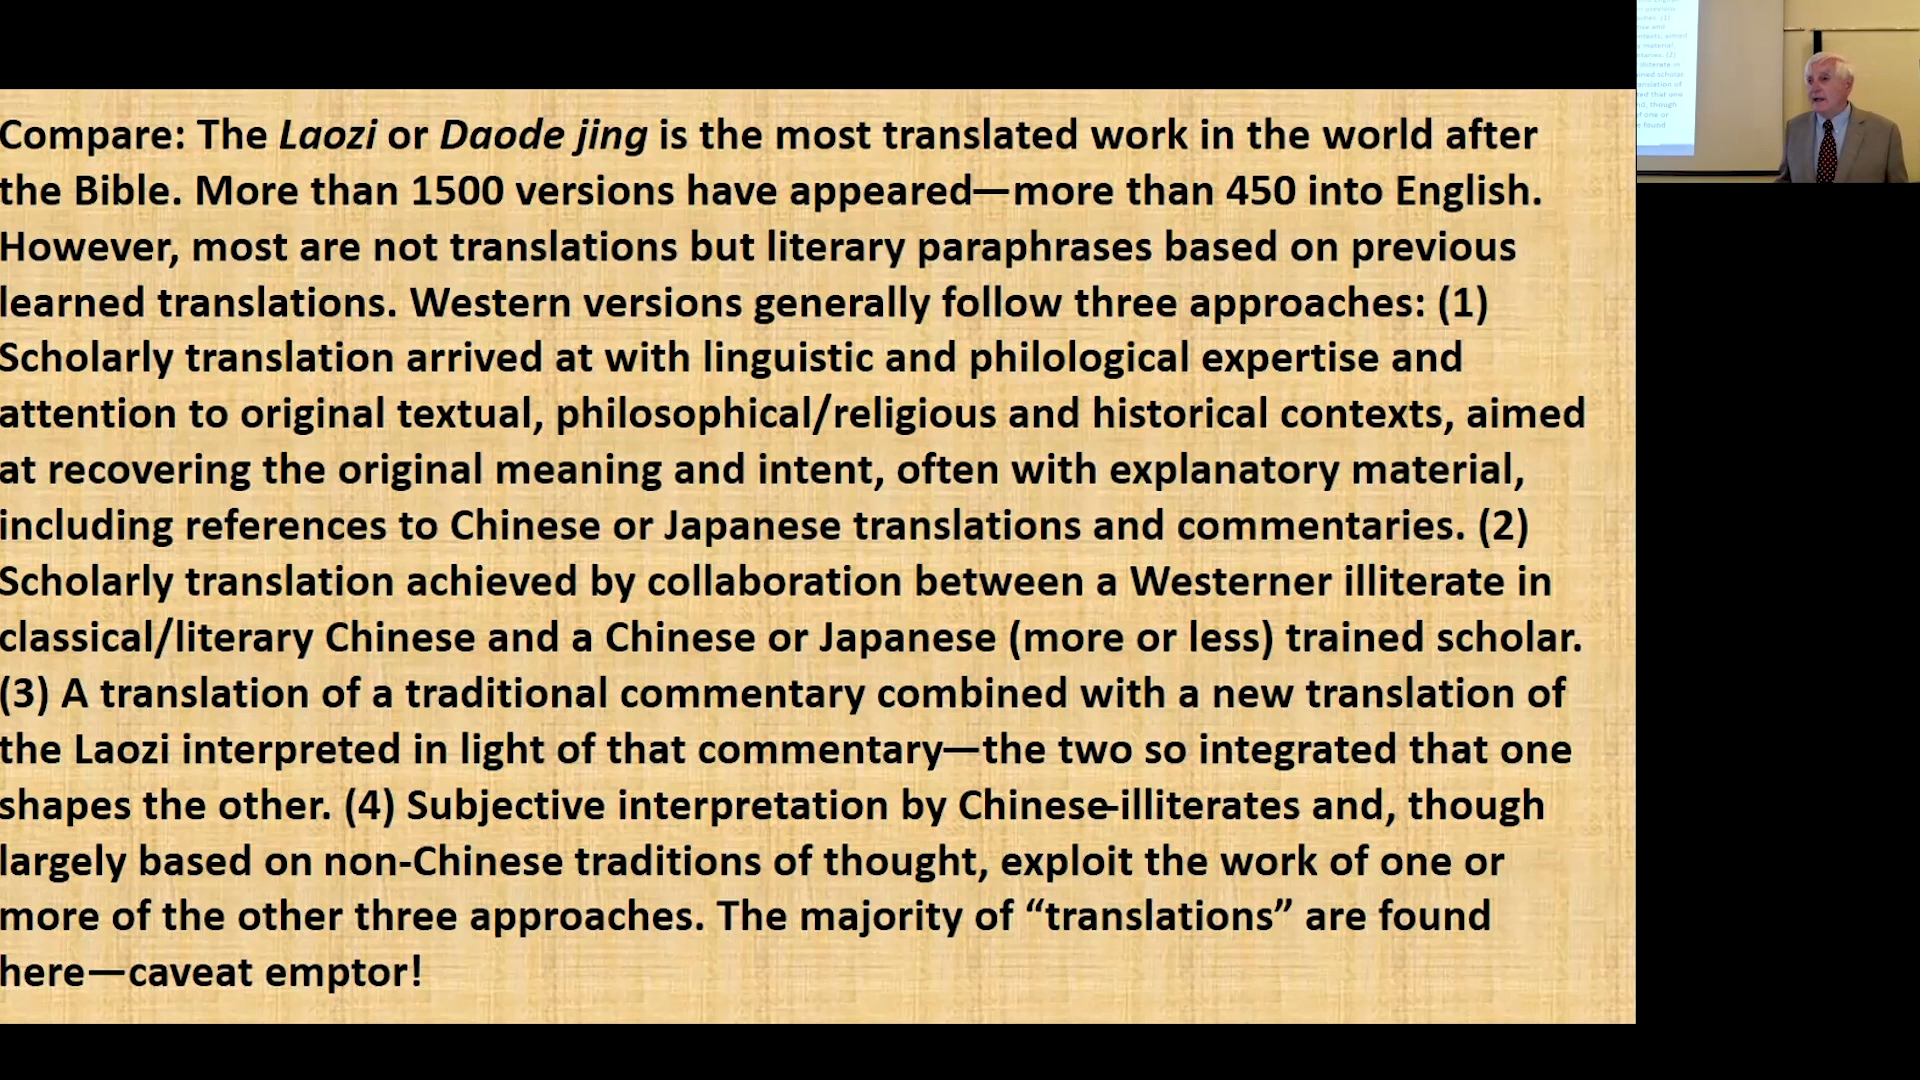 Compare: The Laozi or Daode jing is the most translated work in the world after
the Bible. More than 1500 versions have appeared—more than 450 into English.
However, most are not translations but literary paraphrases based on previous
learned translations. Western versions generally follow three approaches: (1)
Scholarly translation arrived at with linguistic and philological expertise and
attention to original textual, philosophical/religious and historical contexts, aimed
at recovering the original meaning and intent, often with explanatory material,
including references to Chinese or Japanese translations and commentaries. (2)
Scholarly translation achieved by collaboration between a Westerner illiterate in
classical/literary Chinese and a Chinese or Japanese (more or less) trained scholar.
(3) A translation of a traditional commentary combined with a new translation of
the Laozi interpreted in light of that commentary—the two so integrated that one
shapes the other. (4) Subjective interpretation by Chinese-illiterates and, though
largely based on non-Chinese traditions of thought, exploit the work of one or
more of the other three approaches. The majority of “translations” are found
here—caveat emptor!